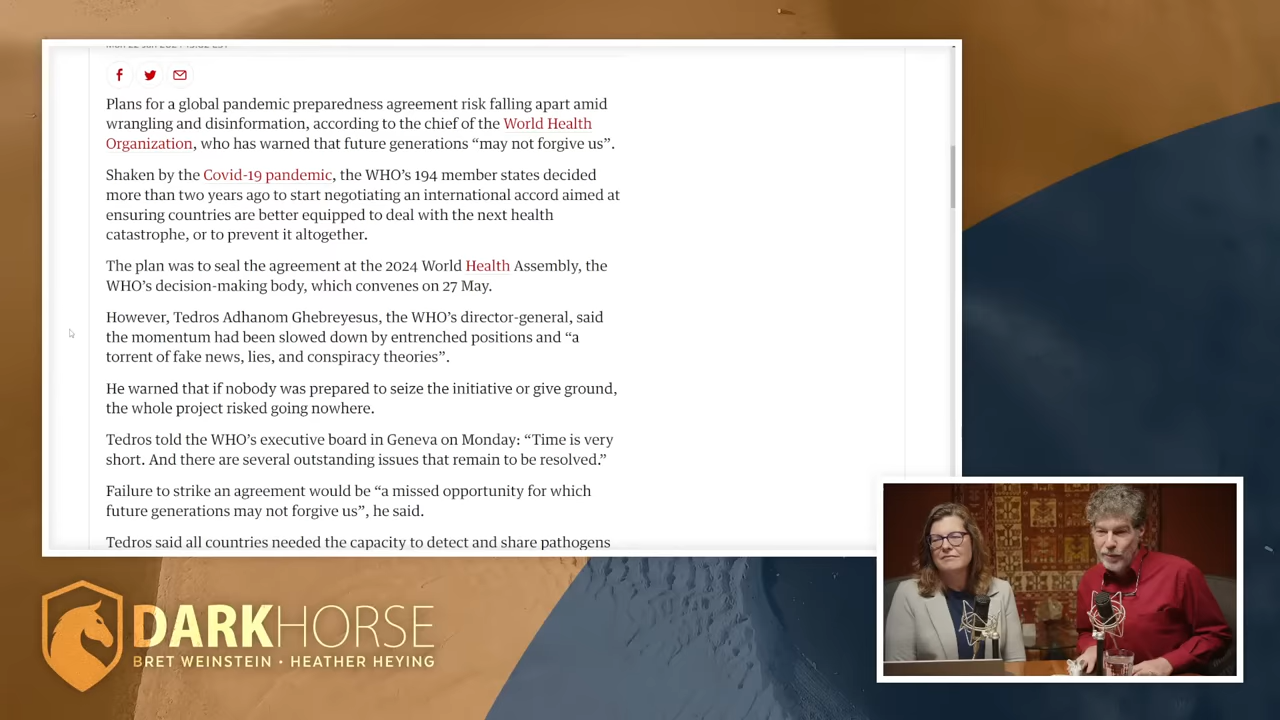 Plans for a global pandemic preparedness agreement risk falling apart amid
wrangling and disinformation, according to the chief of the World Health
Organization, who has warned that future generations “may not forgive us”.
Shaken by the Covid-19 pandemic, the WHO’s 194 member states decided
more than two years ago to start negotiating an international accord aimed at
ensuring countries are better equipped to deal with the next health
catastrophe, or to prevent it altogether.
The plan was to seal the agreement at the 2024 World Health Assembly, the
WHO’s decision-making body, which convenes on 27 May.
However, Tedros Adhanom Ghebreyesus, the WHO’s director-general, said
the momentum had been slowed down by entrenched positions and “a
torrent of fake news, lies, and conspiracy theories”.
He warned that if nobody was prepared to seize the initiative or give ground,
the whole project risked going nowhere.
Tedros told the WHO’s executive board in Geneva on Monday: “Time is very
short. And there are several outstanding issues that remain to be resolved.”
Failure to strike an agreement would be “a missed opportunity for which
future generations may not forgive us”, he said.
Tedros said all countries needed the capacity to detect and share pathogens
DARKHORSE
BRET WEINSTEIN • HEATHER HEYING